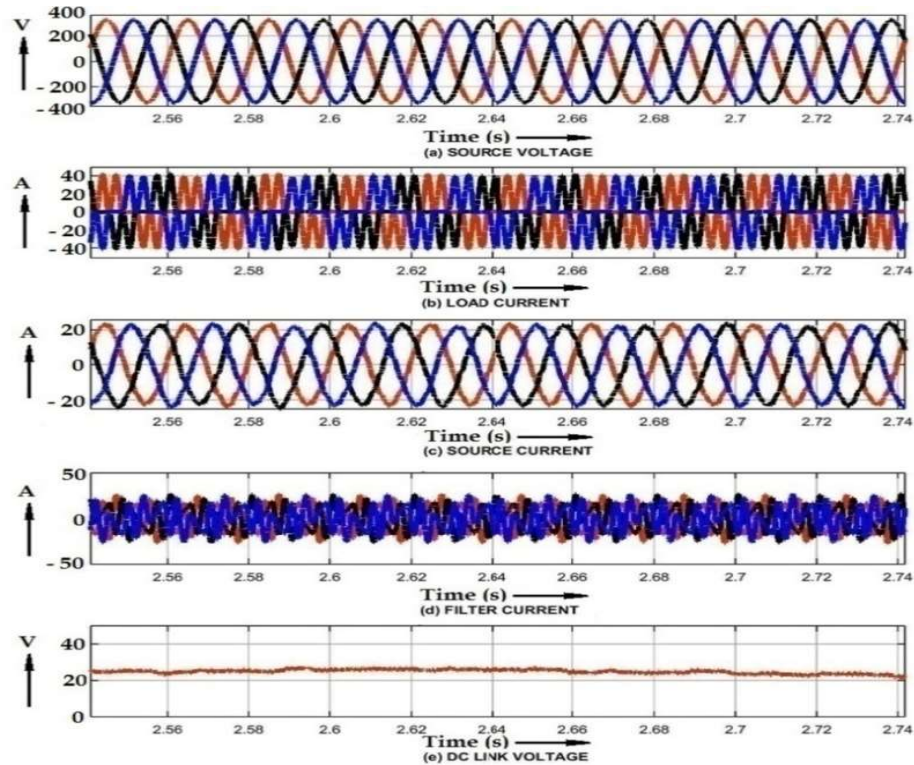 V
400
200
0
- 200
- 400
2.56 2.58 2.6 2.62 2.64 2.66 2.68 2.7 2.72 2.74
Time (s)
(a) SOURCE VOLTAGE
A
40
20
0
- 20
- 40
2.56 2.58 2.6 2.62 2.64 2.66 2.68 2.7 2.72 2.74
Time (s)
(b) LOAD CURRENT
A
20
0
- 20
2.56 2.58 2.6 2.62 2.64 2.66 2.68 2.7 2.72 2.74
Time (s)
(c) SOURCE CURRENT
A
50
0
- 50
2.56 2.58 2.6 2.62 2.64 2.66 2.68 2.7 2.72 2.74
Time (s)
(d) FILTER CURRENT
V
40
20
0
2.56 2.58 2.6 2.62 2.64 2.66 2.68 2.7 2.72 2.74
Time (s)
(e) DC LINK VOLTAGE